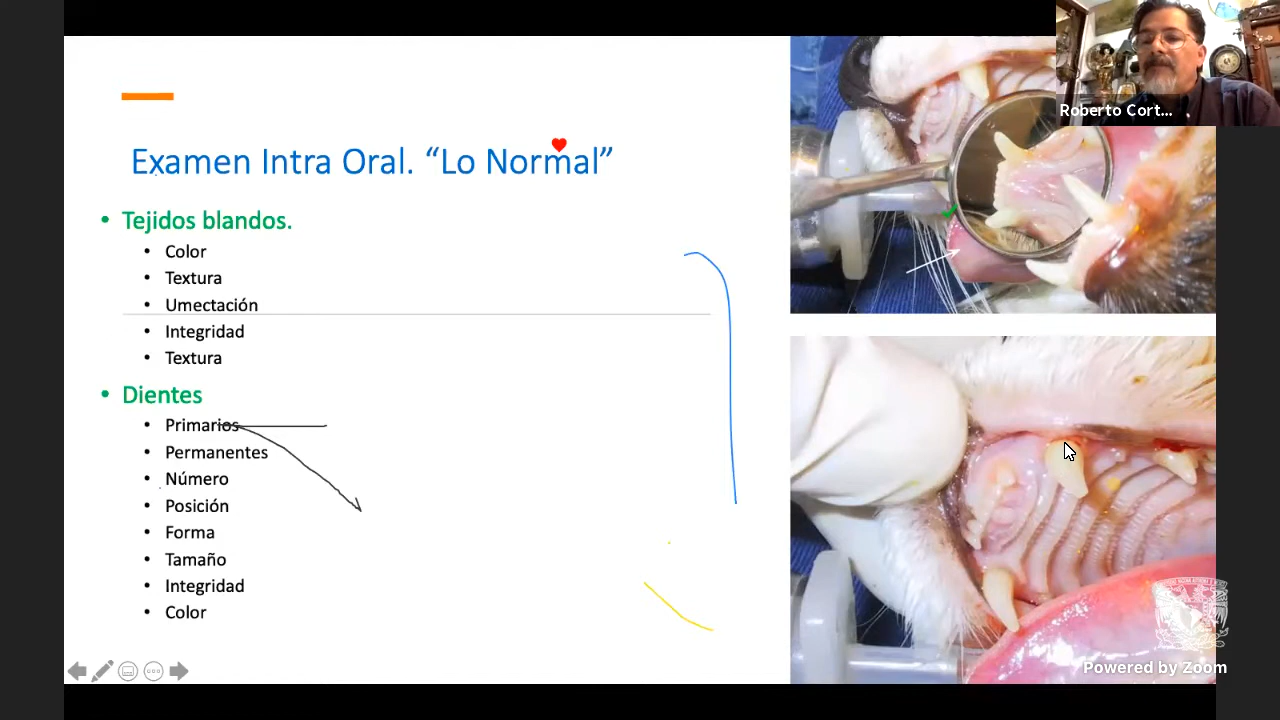 Roberto Cort...
Examen Intra Oral. “Lo Normal”
• Tejidos blandos.
• Color
• Textura
• Umectación
• Integridad
• Textura
• Dientes
• Primarios
• Permanentes
• Número
• Posición
• Forma
• Tamaño
• Integridad
• Color
Powered by Zoom